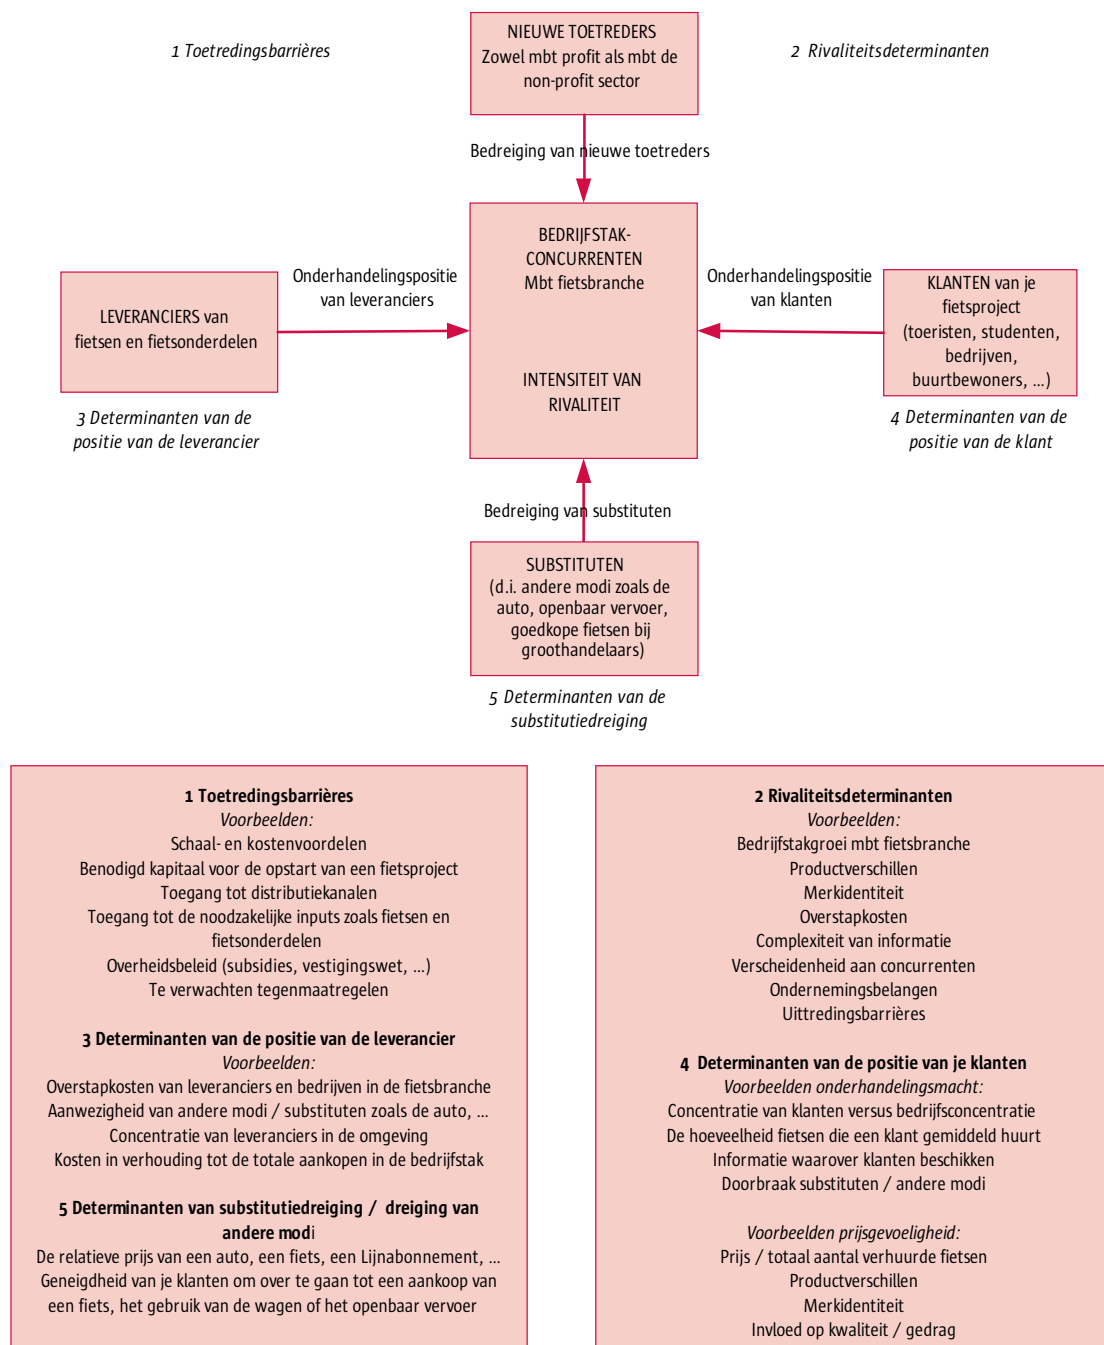 1 Toetredingsbarrières
NIEUWE TOETREDERS
Zowel mbt profit als mbt de
non-profit sector
2 Rivaliteitsdeterminanten
Bedreiging van nieuwe toetreders
BEDRIJFSTAK-
CONCURRENTEN
Mbt fietsbranche
INTENSITEIT VAN
RIVALITEIT
Onderhandelingspositie
van leveranciers
LEVERANCIERS van
fietsen en fietsonderdelen
3 Determinanten van de
positie van de leverancier
Onderhandelingspositie
van klanten
KLANTEN van je
fietsproject
(toeristen, studenten,
bedrijven,
buurtbewoners, ...)
4 Determinanten van de
positie van de klant
Bedreiging van substituten
SUBSTITUTEN
(d.i. andere modi zoals de
auto, openbaar vervoer,
goedkope fietsen bij
groothandelaars)
5 Determinanten van de
substitutiedreiging
1 Toetredingsbarrières
Voorbeelden:
Schaal- en kostenvoordelen
Benodigd kapitaal voor de opstart van een fietsproject
Toegang tot distributiekanalen
Toegang tot de noodzakelijke inputs zoals fietsen en
fietsonderdelen
Overheidsbeleid (subsidies, vestigingswet, ...)
Te verwachten tegenmaatregelen
3 Determinanten van de positie van de leverancier
Voorbeelden:
Overstapkosten van leveranciers en bedrijven in de fietsbranche
Aanwezigheid van andere modi / substituten zoals de auto, ...
Concentratie van leveranciers in de omgeving
Kosten in verhouding tot de totale aankopen in de bedrijfstak
5 Determinanten van substitutiedreiging / dreiging van
andere modi
De relatieve prijs van een auto, een fiets, een Lijnabonnement, ...
Geneigdheid van je klanten om over te gaan tot een aankoop van
een fiets, het gebruik van de wagen of het openbaar vervoer
2 Rivaliteitsdeterminanten
Voorbeelden:
Bedrijfstakgroei mbt fietsbranche
Productverschillen
Merkidentiteit
Overstapkosten
Complexiteit van informatie
Verscheidenheid aan concurrenten
Ondernemingsbelangen
Uittredingsbarrières
4 Determinanten van de positie van je klanten
Voorbeelden onderhandelingsmacht:
Concentratie van klanten versus bedrijfsconcentratie
De hoeveelheid fietsen die een klant gemiddeld huurt
Informatie waarover klanten beschikken
Doorbraak substituten / andere modi
Voorbeelden prijsgevoeligheid:
Prijs / totaal aantal verhuurde fietsen
Productverschillen
Merkidentiteit
Invloed op kwaliteit / gedrag